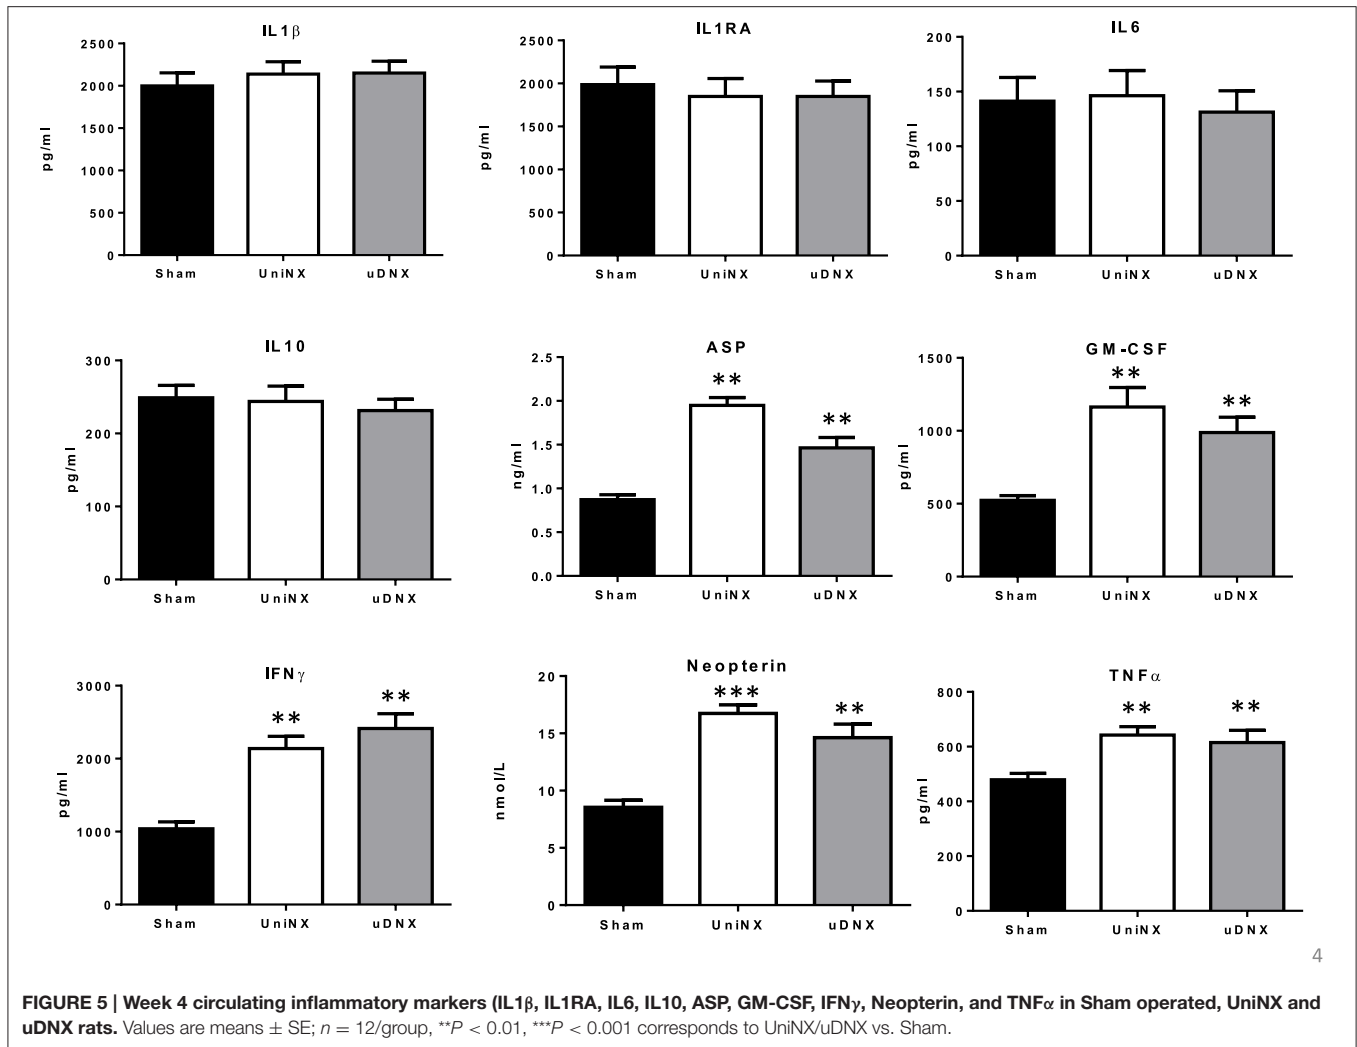 IL1β
2500
2000
1500
1000
500
0
pg/ml
Sham UniNX uDNX
IL1RA
2500
2000
1500
1000
500
0
pg/ml
Sham UniNX uDNX
IL6
200
150
100
50
0
pg/ml
Sham UniNX uDNX
IL10
300
200
100
0
pg/ml
Sham UniNX uDNX
ASP
2.5
2.0
1.5
1.0
0.5
0.0
ng/ml
**
**
Sham UniNX uDNX
GM-CSF
1500
1000
500
0
pg/ml
**
**
Sham UniNX uDNX
IFNγ
3000
2000
1000
0
pg/ml
**
**
Sham UniNX uDNX
Neopterin
20
15
10
5
0
nmol/L
***
**
Sham UniNX uDNX
TNFα
800
600
400
200
0
pg/ml
**
**
Sham UniNX uDNX
4
FIGURE 5 | Week 4 circulating inflammatory markers (IL1β, IL1RA, IL6, IL10, ASP, GM-CSF, IFNγ, Neopterin, and TNFα in Sham operated, UniNX and
uDNX rats. Values are means ± SE; n = 12/group, **P < 0.01, ***P < 0.001 corresponds to UniNX/uDNX vs. Sham.